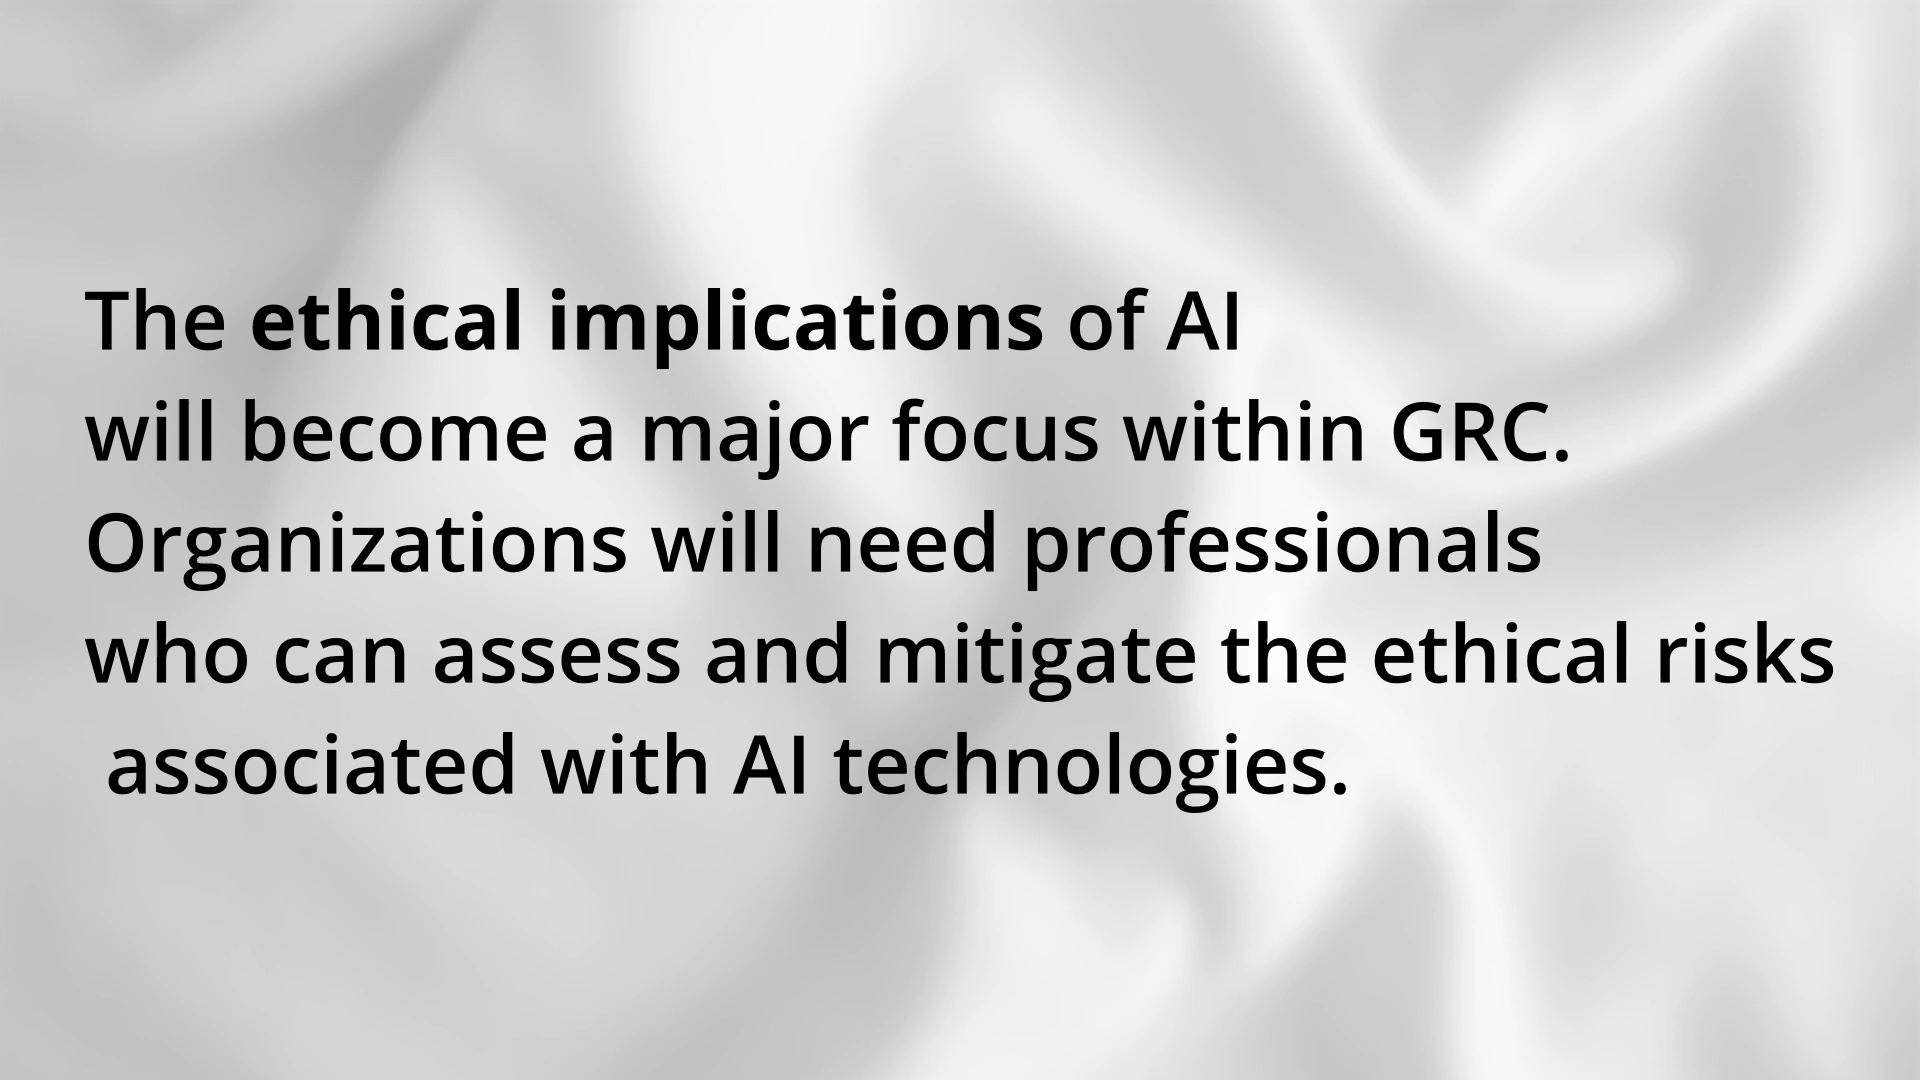 The ethical implications of AI
will become a major focus within GRC.
Organizations will need professionals
who can assess and mitigate the ethical risks
associated with AI technologies.